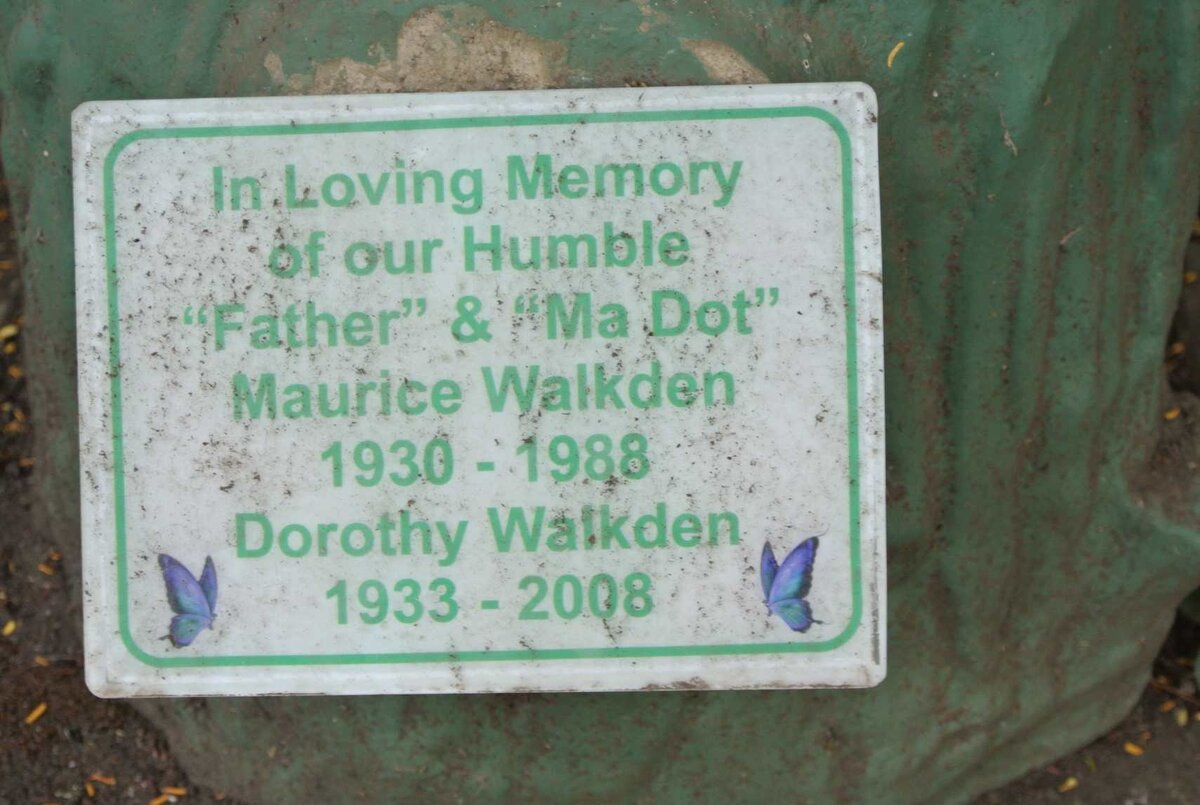 In Loving Memory
of our Humble
“Father” & “Ma Dot”
Maurice Walkden
1930 - 1988
Dorothy Walkden
1933 - 2008